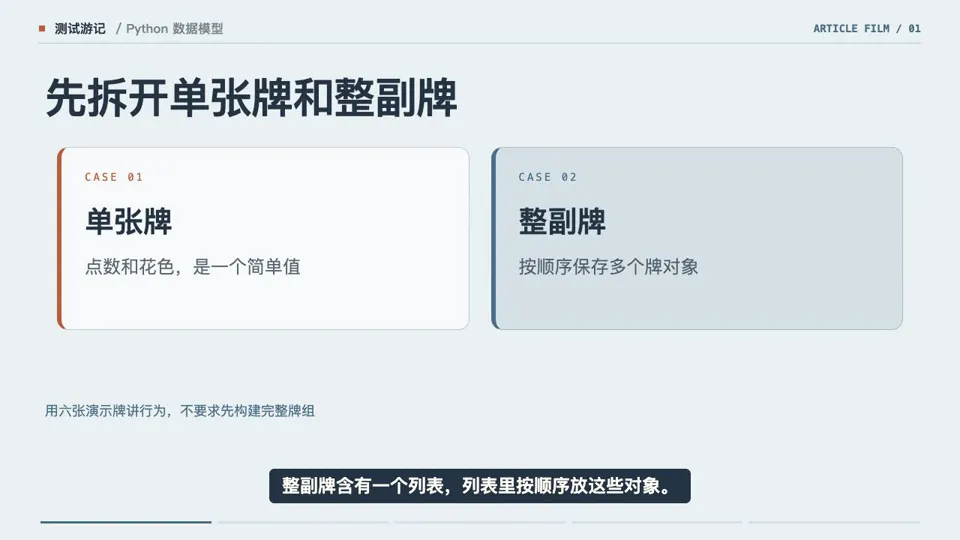 测试游记 / Python 数据模型
ARTICLE FILM / 01
先拆开单张牌和整副牌
CASE 01
单张牌
点数和花色，是一个简单值
CASE 02
整副牌
按顺序保存多个牌对象
用六张演示牌讲行为，不要求先构建完整牌组
整副牌含有一个列表，列表里按顺序放这些对象。